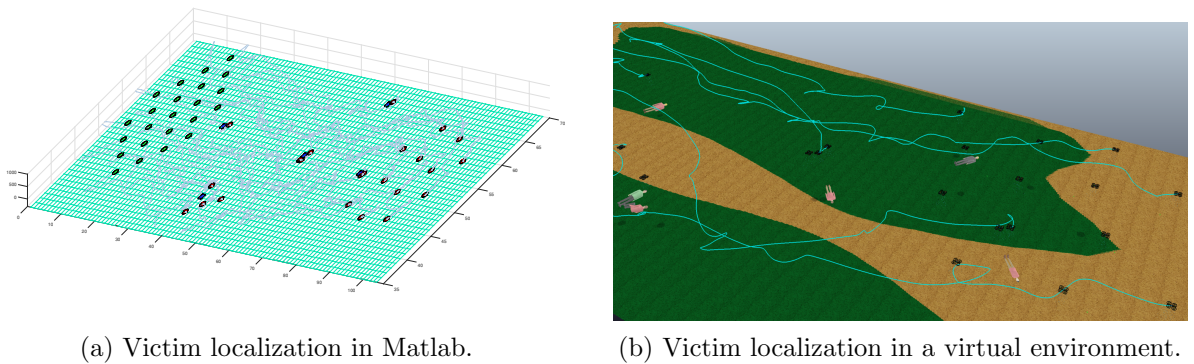 1000
500
0
0 10 20 30 40 50 60 70 80 90 100
35 40 45 50 55 60 65 70
(a) Victim localization in Matlab.
(b) Victim localization in a virtual environment.